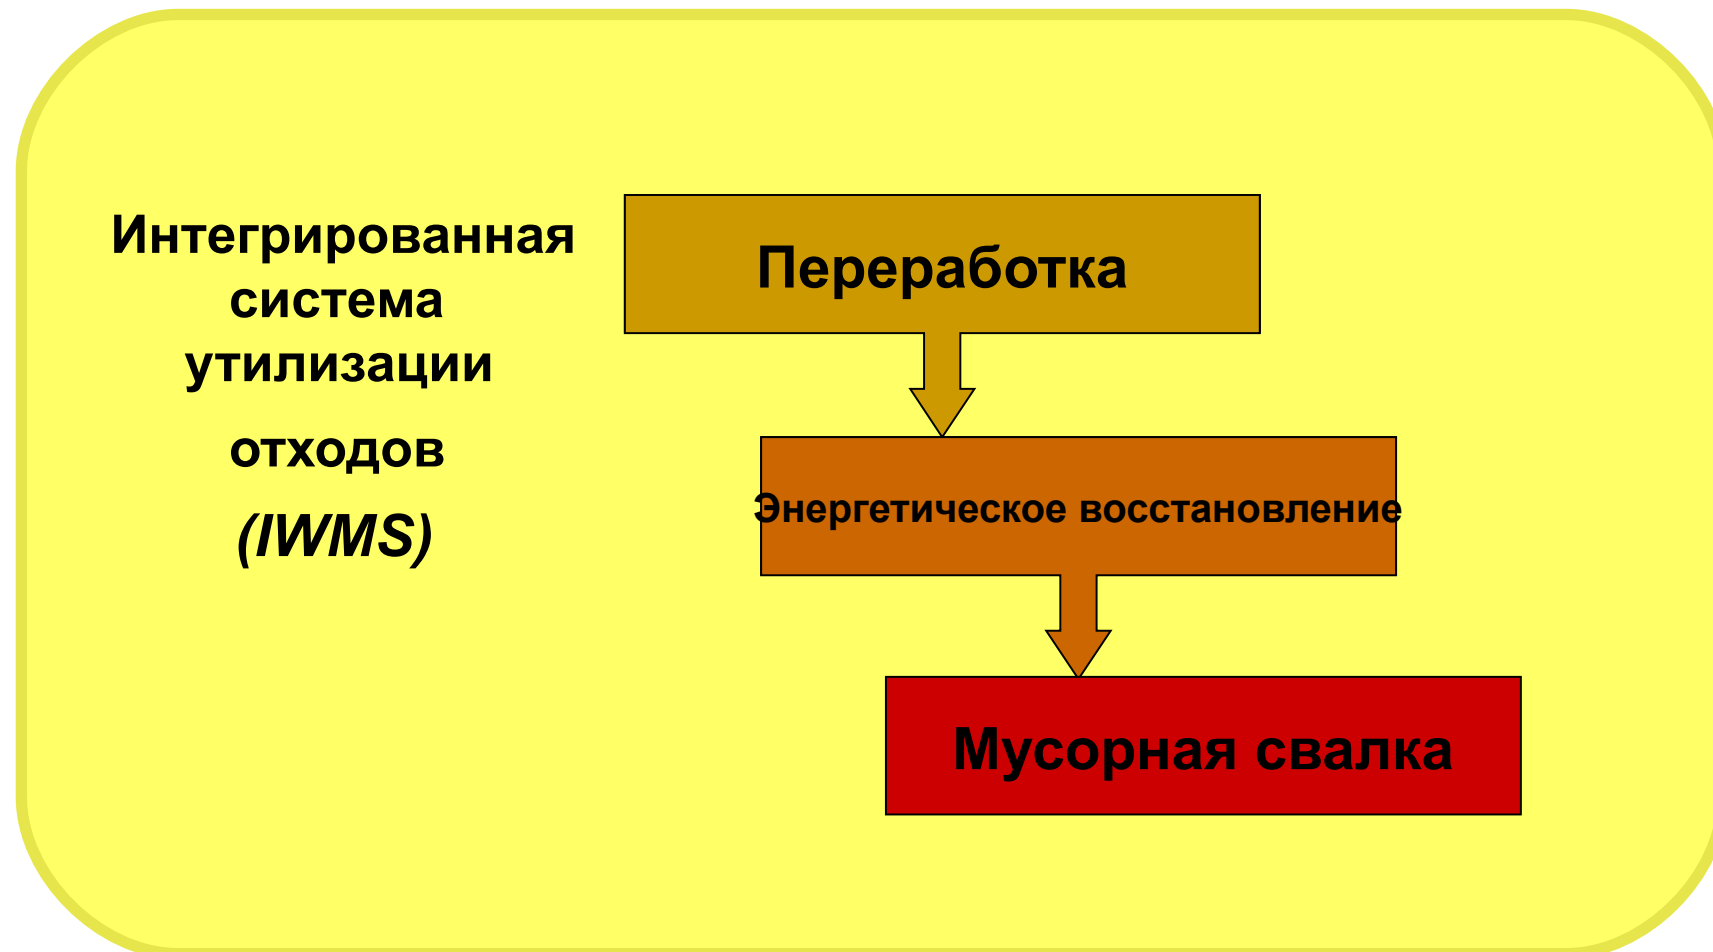 Интегрированная
система
утилизации
отходов
(IWMS)
Переработка
Энергетическое восстановление
Мусорная свалка